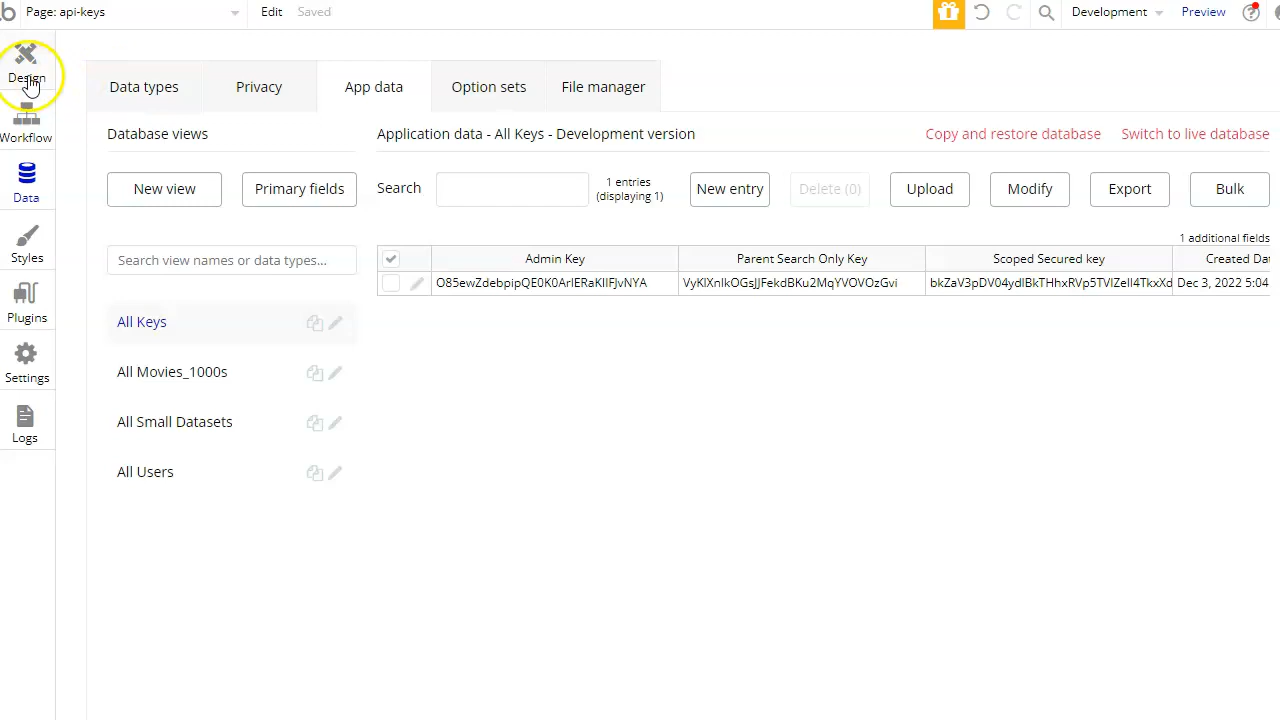 Page: api-keys
Edit
Saved
Development
Preview
Design
Workflow
Data
Styles
Plugins
Settings
Logs
Data types
Privacy
App data
Option sets
File manager
Database views
Application data - All Keys - Development version
Copy and restore database
Switch to live database
New view
Primary fields
Search
1 entries
(displaying 1)
New entry
Delete (0)
Upload
Modify
Export
Bulk
Search view names or data types...
1 additional fields
Admin Key
Parent Search Only Key
Scoped Secured key
Created Dat
Dec 3, 2022 5:04
All Keys
All Movies_1000s
All Small Datasets
All Users